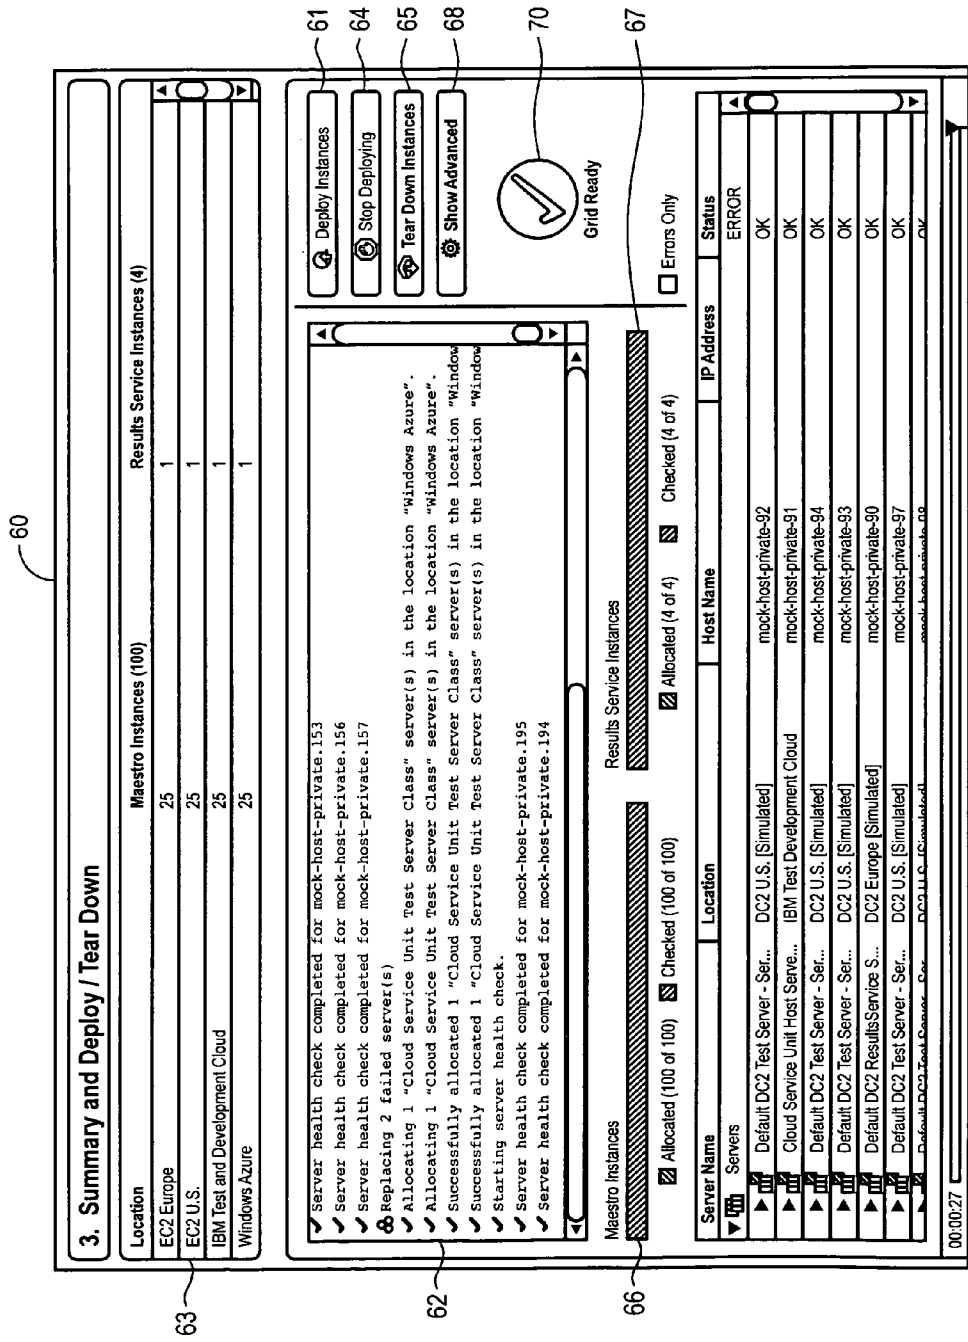 60
3. Summary and Deploy / Tear Down
Location Maestro Instances (100) Results Service Instances (4)
EC2 Europe 25 1
EC2 U.S. 25 1
IBM Test and Development Cloud 25 1
Windows Azure 25 1
63
Server health check completed for mock-host-private.153
Server health check completed for mock-host-private.156
Server health check completed for mock-host-private.157
Replacing 2 failed server(s)
Allocating 1 "Cloud Service Unit Test Server Class" server(s) in the location "Windows Azure".
Allocating 1 "Cloud Service Unit Test Server Class" server(s) in the location "Windows Azure".
Successfully allocated 1 "Cloud Service Unit Test Server Class" server(s) in the location "Window
Successfully allocated 1 "Cloud Service Unit Test Server Class" server(s) in the location "Window
Starting server health check.
Server health check completed for mock-host-private.195
Server health check completed for mock-host-private.194
62
Deploy Instances
61
Stop Deploying
64
Tear Down Instances
65
Show Advanced
68
70
Grid Ready
67
Maestro Instances Results Service Instances
66
Allocated (100 of 100) Checked (100 of 100) Allocated (4 of 4) Checked (4 of 4) Errors Only
Server Name Location Host Name IP Address Status
Servers ERROR
Default DC2 Test Server - Ser... DC2 U.S. [Simulated] mock-host-private-92 OK
Cloud Service Unit Host Serve... IBM Test Development Cloud mock-host-private-91 OK
Default DC2 Test Server - Ser... DC2 U.S. [Simulated] mock-host-private-94 OK
Default DC2 Test Server - Ser... DC2 U.S. [Simulated] mock-host-private-93 OK
Default DC2 ResultsService S... DC2 Europe [Simulated] mock-host-private-90 OK
Default DC2 Test Server - Ser... DC2 U.S. [Simulated] mock-host-private-97 OK
Default DC2 Test Server - Ser... DC2 U.S. [Simulated] mock-host-private-98 OK
00:00:27